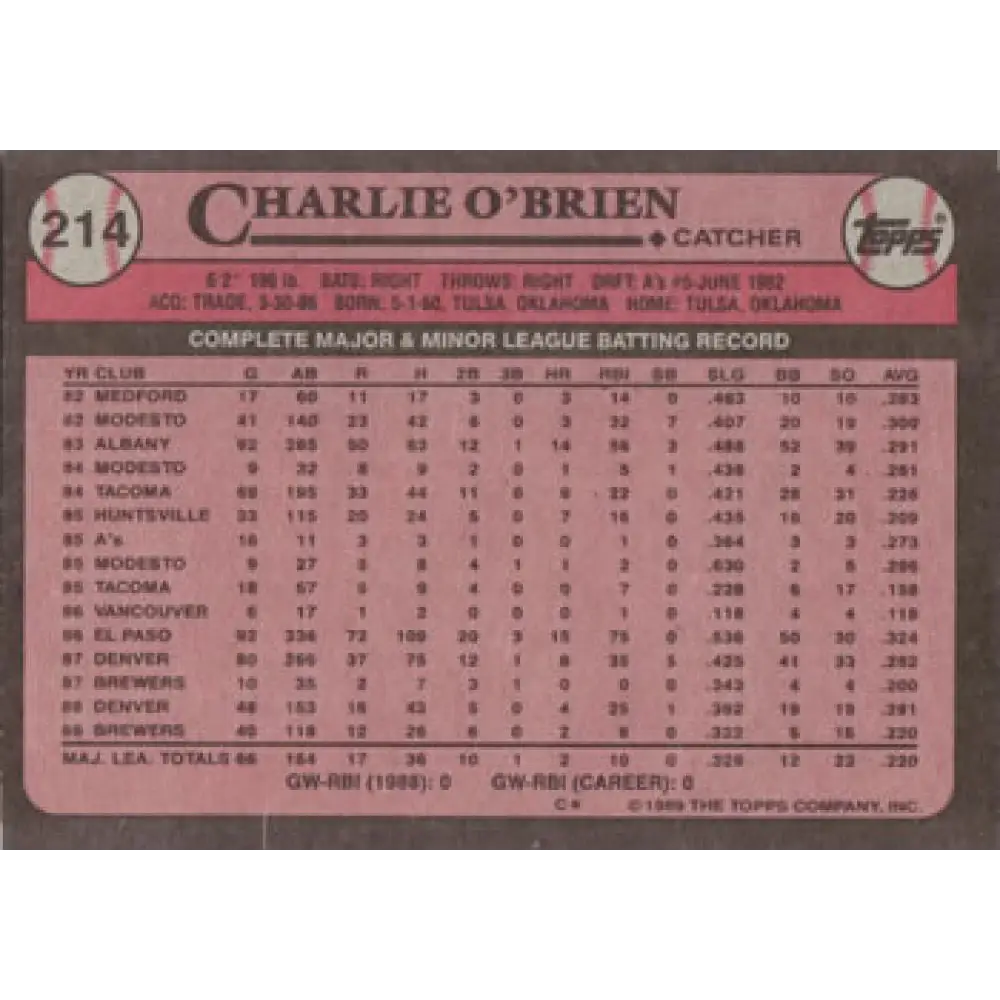 214
CHARLIE O'BRIEN
CATCHER
TOPPS®
6'2" 190 lb. BATS: RIGHT THROWS: RIGHT DRFT: A's #5-JUNE 1982
ACQ: TRADE, 3-30-86 BORN: 5-1-60, TULSA, OKLAHOMA HOME: TULSA, OKLAHOMA
COMPLETE MAJOR & MINOR LEAGUE BATTING RECORD
YR CLUB G AB R H 2B 3B HR RBI SB SLG BB SO AVG
82 MEDFORD 17 60 11 17 3 0 3 14 0 .483 10 10 .283
82 MODESTO 41 140 23 42 6 0 3 32 7 .407 20 19 .300
83 ALBANY 92 285 50 83 12 1 14 56 3 .488 52 39 .291
84 MODESTO 9 32 8 9 2 0 1 5 1 .438 2 4 .281
84 TACOMA 69 195 33 44 11 0 9 22 0 .421 28 31 .226
85 HUNTSVILLE 33 115 20 24 5 0 7 16 0 .435 16 20 .209
85 A's 16 11 3 3 1 0 0 1 0 .364 3 3 .273
85 MODESTO 9 27 5 8 4 1 1 2 0 .630 2 5 .296
85 TACOMA 18 57 5 9 4 0 0 7 0 .228 6 17 .158
86 VANCOUVER 6 17 1 2 0 0 0 1 0 .118 4 4 .118
86 EL PASO 92 336 72 109 20 3 15 75 0 .536 50 30 .324
87 DENVER 80 266 37 75 12 1 8 35 5 .425 41 33 .282
87 BREWERS 10 35 2 7 3 1 0 0 0 .343 4 4 .200
88 DENVER 48 153 16 43 5 0 4 25 1 .392 19 19 .281
88 BREWERS 40 118 12 26 6 0 2 9 0 .322 5 16 .220
MAJ. LEA. TOTALS 66 164 17 36 10 1 2 10 0 .329 12 23 .220
GW-RBI (1988): 0 GW-RBI (CAREER): 0
C* © 1989 THE TOPPS COMPANY, INC.